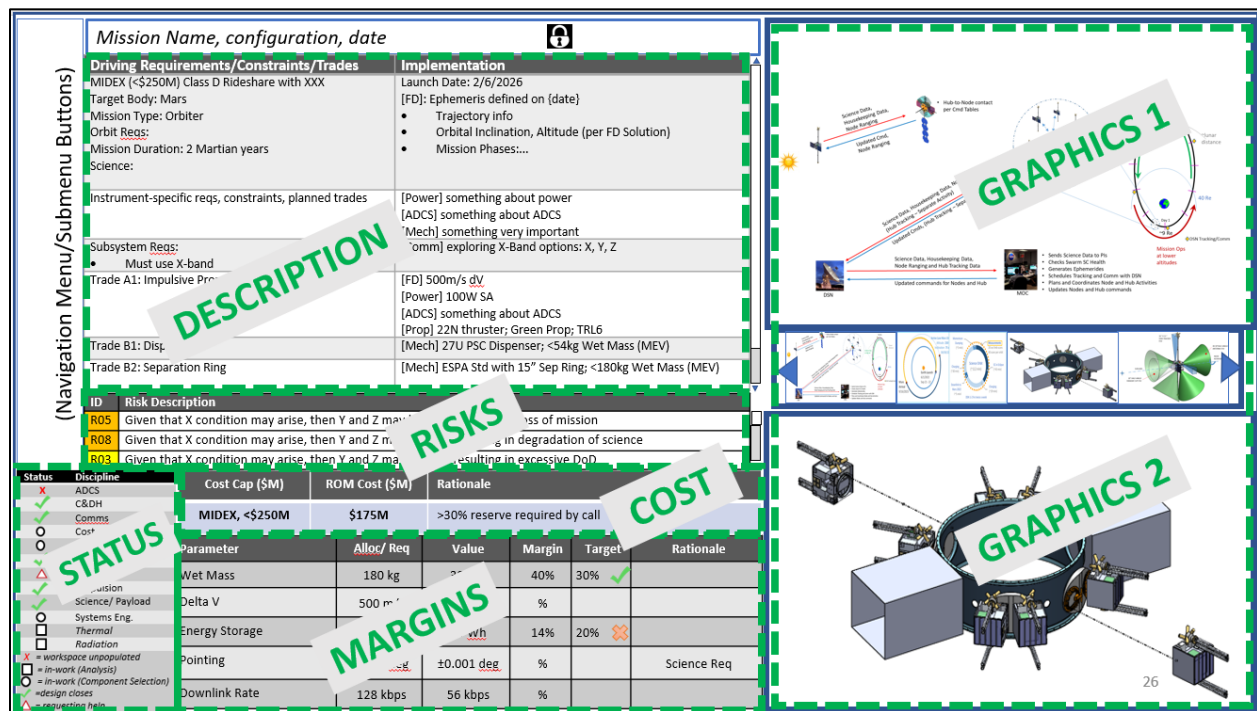 Mission Name, configuration, date
(Navigation Menu/Submenu Buttons)
Driving Requirements/Constraints/Trades Implementation
MIDEX (<$250M) Class D Rideshare with XXX
Target Body: Mars
Mission Type: Orbiter
Orbit Reqs:
Mission Duration: 2 Martian years
Science:
Launch Date: 2/6/2026
[FD]: Ephemeris defined on {date}
• Trajectory info
• Orbital Inclination, Altitude (per FD Solution)
• Mission Phases:...
Instrument-specific reqs, constraints, planned trades
[Power] something about power
[ADCS] something about ADCS
[Mech] something very important
Subsystem Reqs:
• Must use X-band
exploring X-Band options: X, Y, Z
Trade A1: Impulsive
[FD] 500m/s dV
[Power] 100W SA
[ADCS] something about ADCS
[Prop] 22N thruster; Green Prop; TRL6
Trade B1:
[Mech] 27U PSC Dispenser; <54kg Wet Mass (MEV)
Trade B2: Separation Ring
[Mech] ESPA Std with 15” Sep Ring; <180kg Wet Mass (MEV)
DESCRIPTION
ID Risk Description
R05 Given that X condition may arise, then Y and Z may of mission
R08 Given that X condition may arise, then Y and Z in degradation of science
R03 Given that X condition may arise, then Y and Z may resulting in excessive DoD
RISKS
Cost Cap ($M) ROM Cost ($M) Rationale
MIDEX, <$250M $175M >30% reserve required by call
COST
Status Discipline
X ADCS
C&DH
Comms
Science/ Payload
Systems Eng.
Thermal
Radiation
X = workspace unpopulated
= in-work (Analysis)
= in-work (Component Selection)
=design closes
= requesting help
STATUS
Parameter Alloc/ Req Value Margin Target Rationale
Wet Mass 180 kg 40% 30%
Delta V 500 %
Energy Storage 14% 20%
Pointing ±0.001 deg % Science Req
Downlink Rate 128 kbps 56 kbps %
MARGINS
GRAPHICS 1
• Hub-to-Node contact per Cmd Tables
Science Data,
Housekeeping Data,
Node Ranging
Updated Cmd,
Node Ranging
Science Data, Housekeeping Data,
(Hub Tracking – Separate Activity)
Updated Cmds,
Science Data, Housekeeping Data,
Node Ranging and Hub Tracking Data
Updated commands for Nodes and Hub
DSN
MOC
distance
DSN Tracking/Comm
Mission Ops
at lower
altitudes
• Sends Science Data to PIs
• Checks Swarm SC Health
• Generates Ephemerides
• Schedules Tracking and Comm with DSN
• Plans and Coordinates Node and Hub Activities
• Updates Nodes and Hub commands
GRAPHICS 2
26